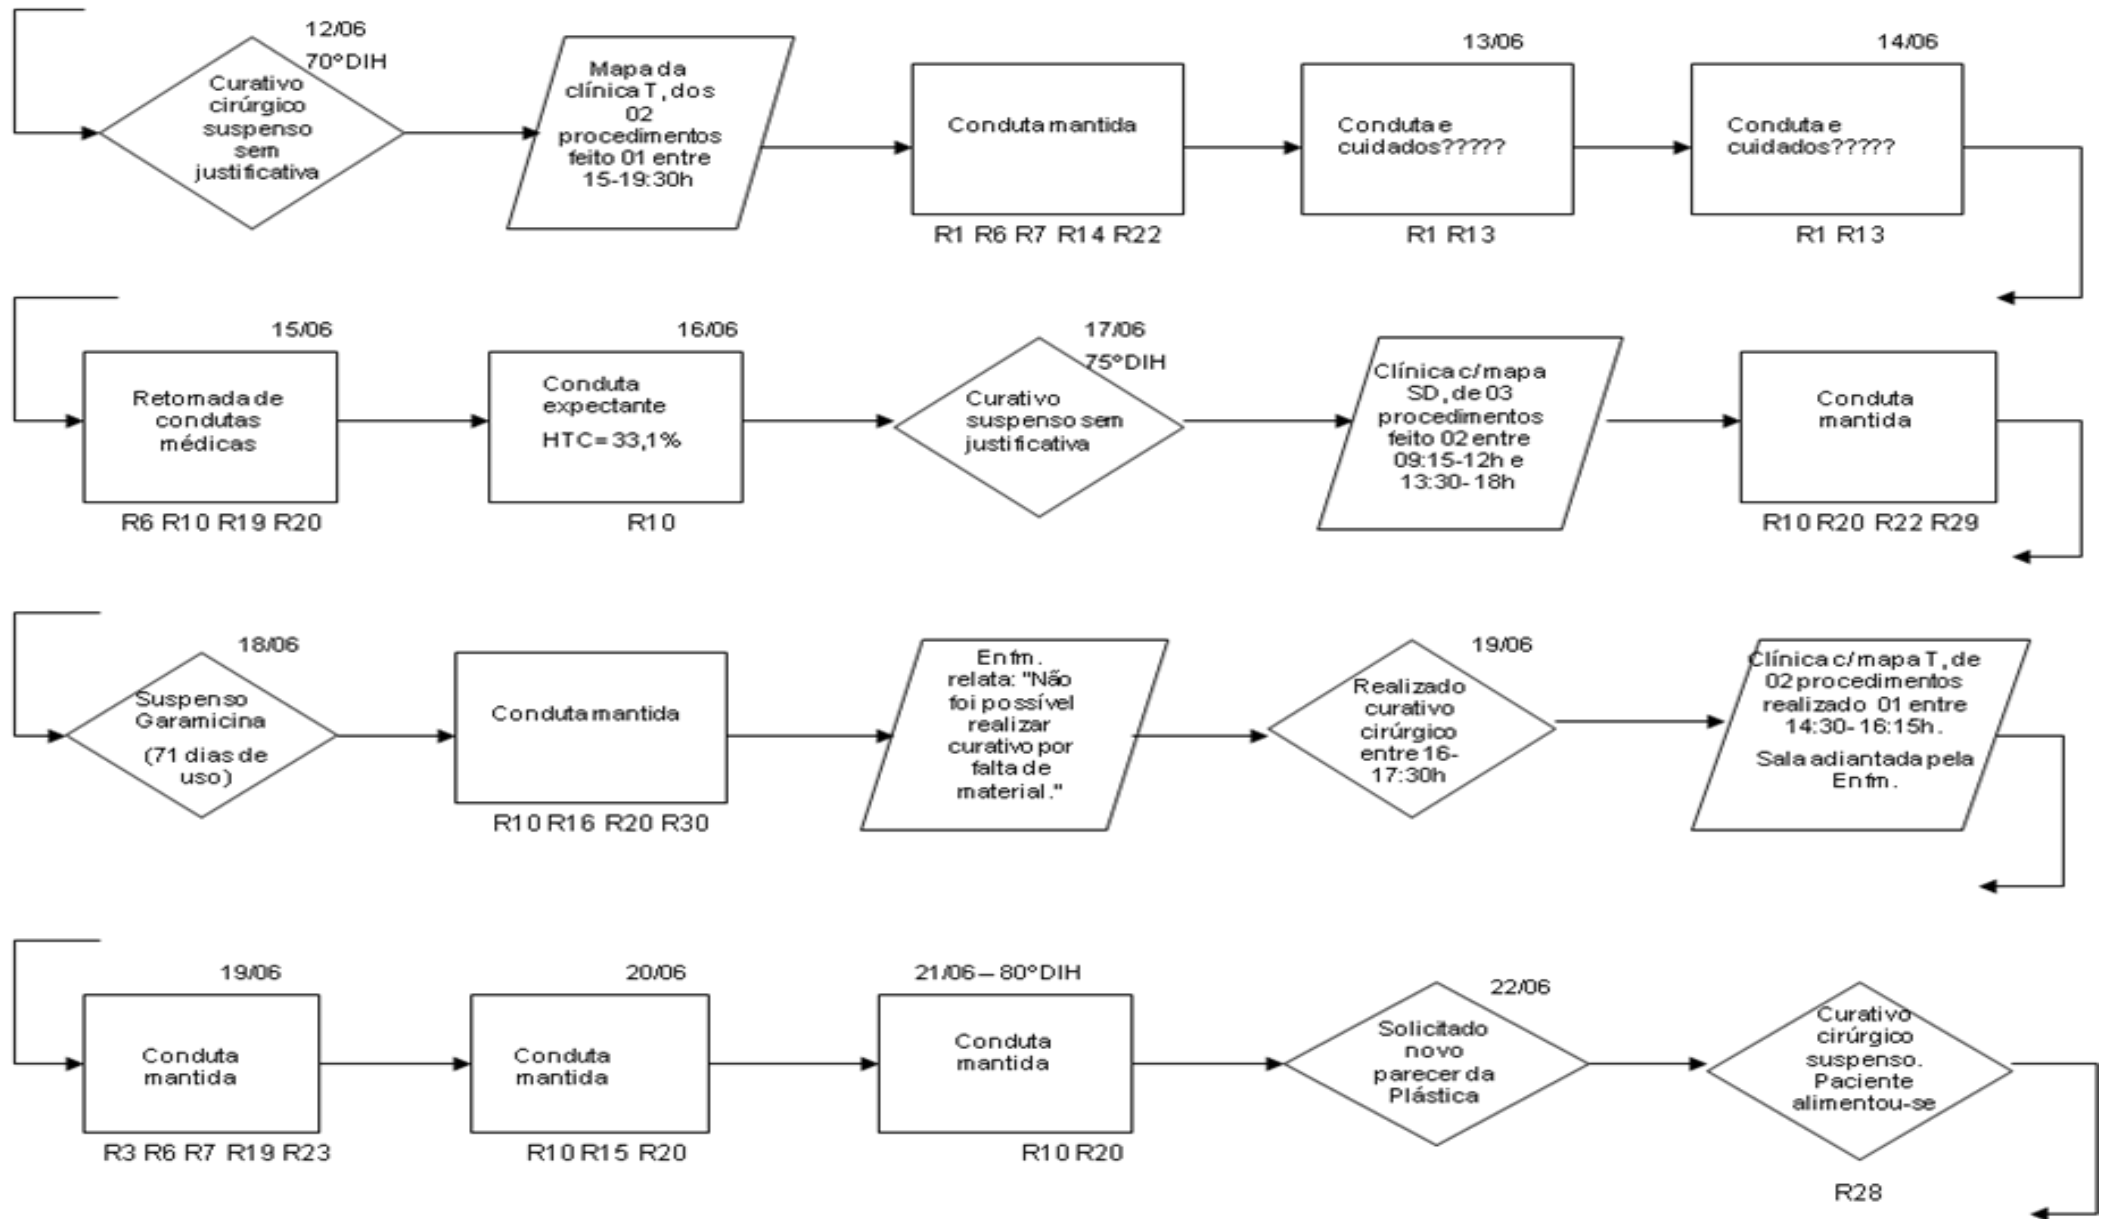 12/06
70°DIH
Curativo
cirúrgico
suspenso
sem
justificativa
Mapa da
clínica T, dos
02
procedimentos
feito 01 entre
15-19:30h
Conduta mantida
R1 R6 R7 R14 R22
13/06
Conduta e
cuidados?????
R1 R13
14/06
Conduta e
cuidados?????
R1 R13
15/06
Retomada de
condutas
médicas
R6 R10 R19 R20
16/06
Conduta
expectante
HTC= 33,1%
R10
17/06
75°DIH
Curativo
suspenso sem
justificativa
Clínica c/mapa
SD, de 03
procedimentos
feito 02 entre
09:15-12h e
13:30-18h
Conduta
mantida
R10 R20 R22 R29
18/06
Suspenso
Garamicina
(71 dias de
uso)
Conduta mantida
R10 R16 R20 R30
Enfm.
relata: "Não
foi possível
realizar
curativo por
falta de
material."
19/06
Realizado
curativo
cirúrgico
entre 16-
17:30h
Clínica c/mapa T, de
02 procedimentos
realizado 01 entre
14:30-16:15h.
Sala adiantada pela
Enfm.
19/06
Conduta
mantida
R3 R6 R7 R19 R23
20/06
Conduta
mantida
R10 R15 R20
21/06 – 80°DIH
Conduta
mantida
R10 R20
22/06
Solicitado
novo
parecer da
Plástica
Curativo
cirúrgico
suspenso.
Paciente
alimentou-se
R28